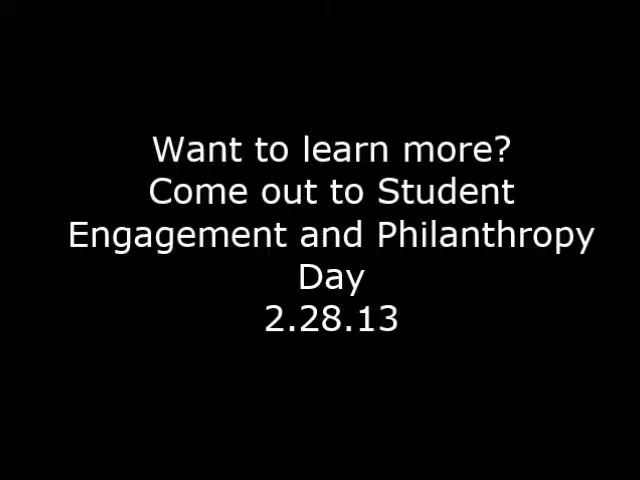 Want to learn more?
Come out to Student
Engagement and Philanthropy
Day
2.28.13